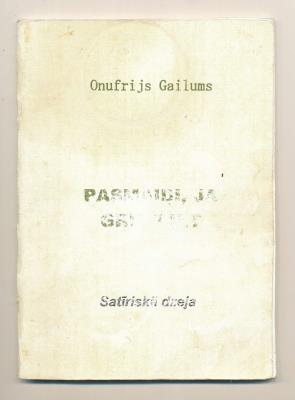 Onufrijs Gailums
PASMAIDI, JA
Satīriskā dzeja